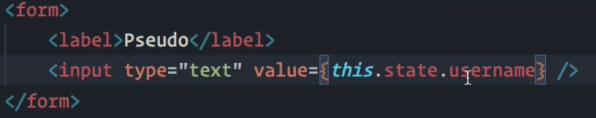 <form>
<label>Pseudo</label>
<input type="text" value={this.state.username} />
</form>